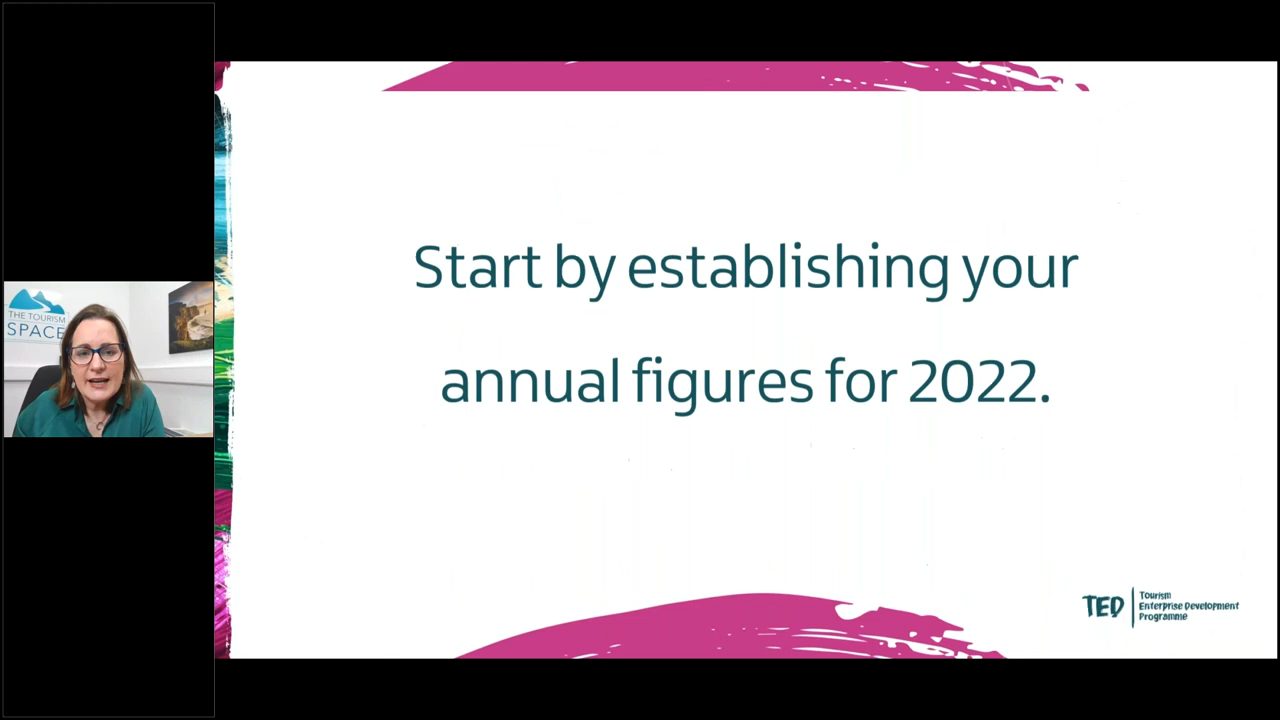 THE TOURISM
SPACE
Start by establishing your
annual figures for 2022.
TED
Tourism
Enterprise Development
Programme